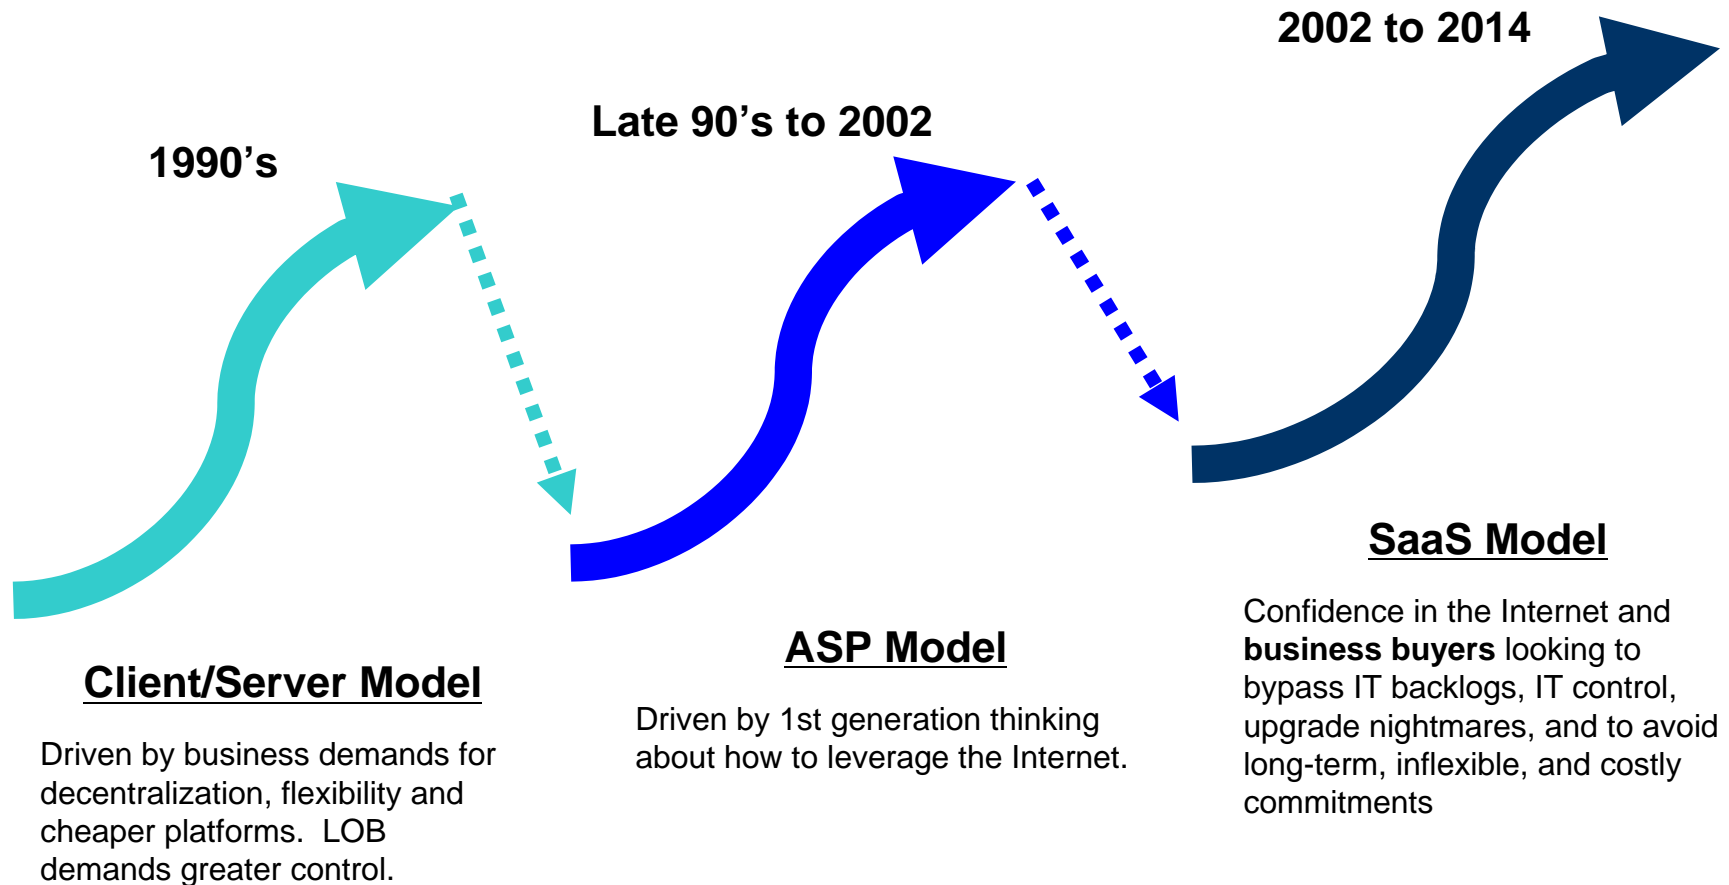 1990’s
Client/Server Model
Driven by business demands for
decentralization, flexibility and
cheaper platforms.  LOB
demands greater control.
Late 90’s to 2002
ASP Model
Driven by 1st generation thinking
about how to leverage the Internet.
2002 to 2014
SaaS Model
Confidence in the Internet and
business buyers looking to
bypass IT backlogs, IT control,
upgrade nightmares, and to avoid
long-term, inflexible, and costly
commitments